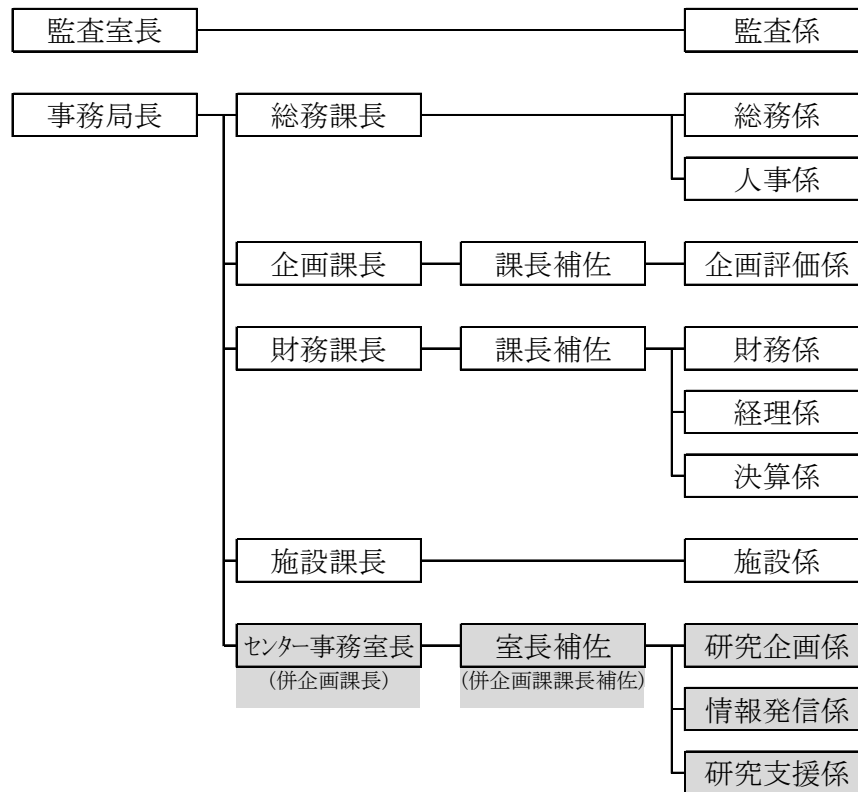 監査室長 監査係
事務局長 総務課長 総務係
人事係
企画課長 課長補佐 企画評価係
財務課長 課長補佐 財務係
経理係
決算係
施設課長 施設係
センター事務室長 室長補佐 研究企画係
(併企画課長) (併企画課課長補佐)
情報発信係
研究支援係